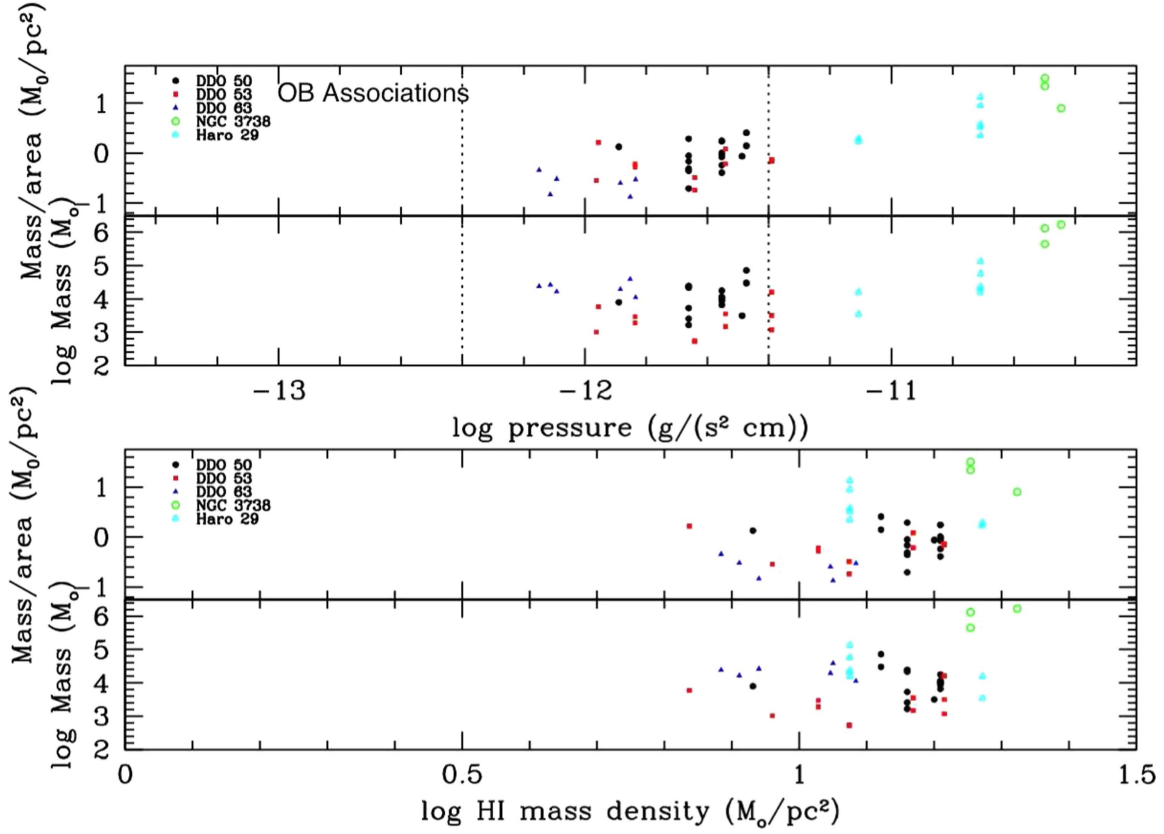 Mass/area (M₀/pc²)
1
0
1
DDO 50
DDO 53
DDO 63
NGC 3738
Haro 29
OB Associations
log Mass (Mₒ)
6
5
4
3
2
−13 −12 −11
log pressure (g/(s² cm))
Mass/area (M₀/pc²)
1
0
1
DDO 50
DDO 53
DDO 63
NGC 3738
Haro 29
log Mass (Mₒ)
6
5
4
3
2
0 0.5 1 1.5
log HI mass density (Mₒ/pc²)